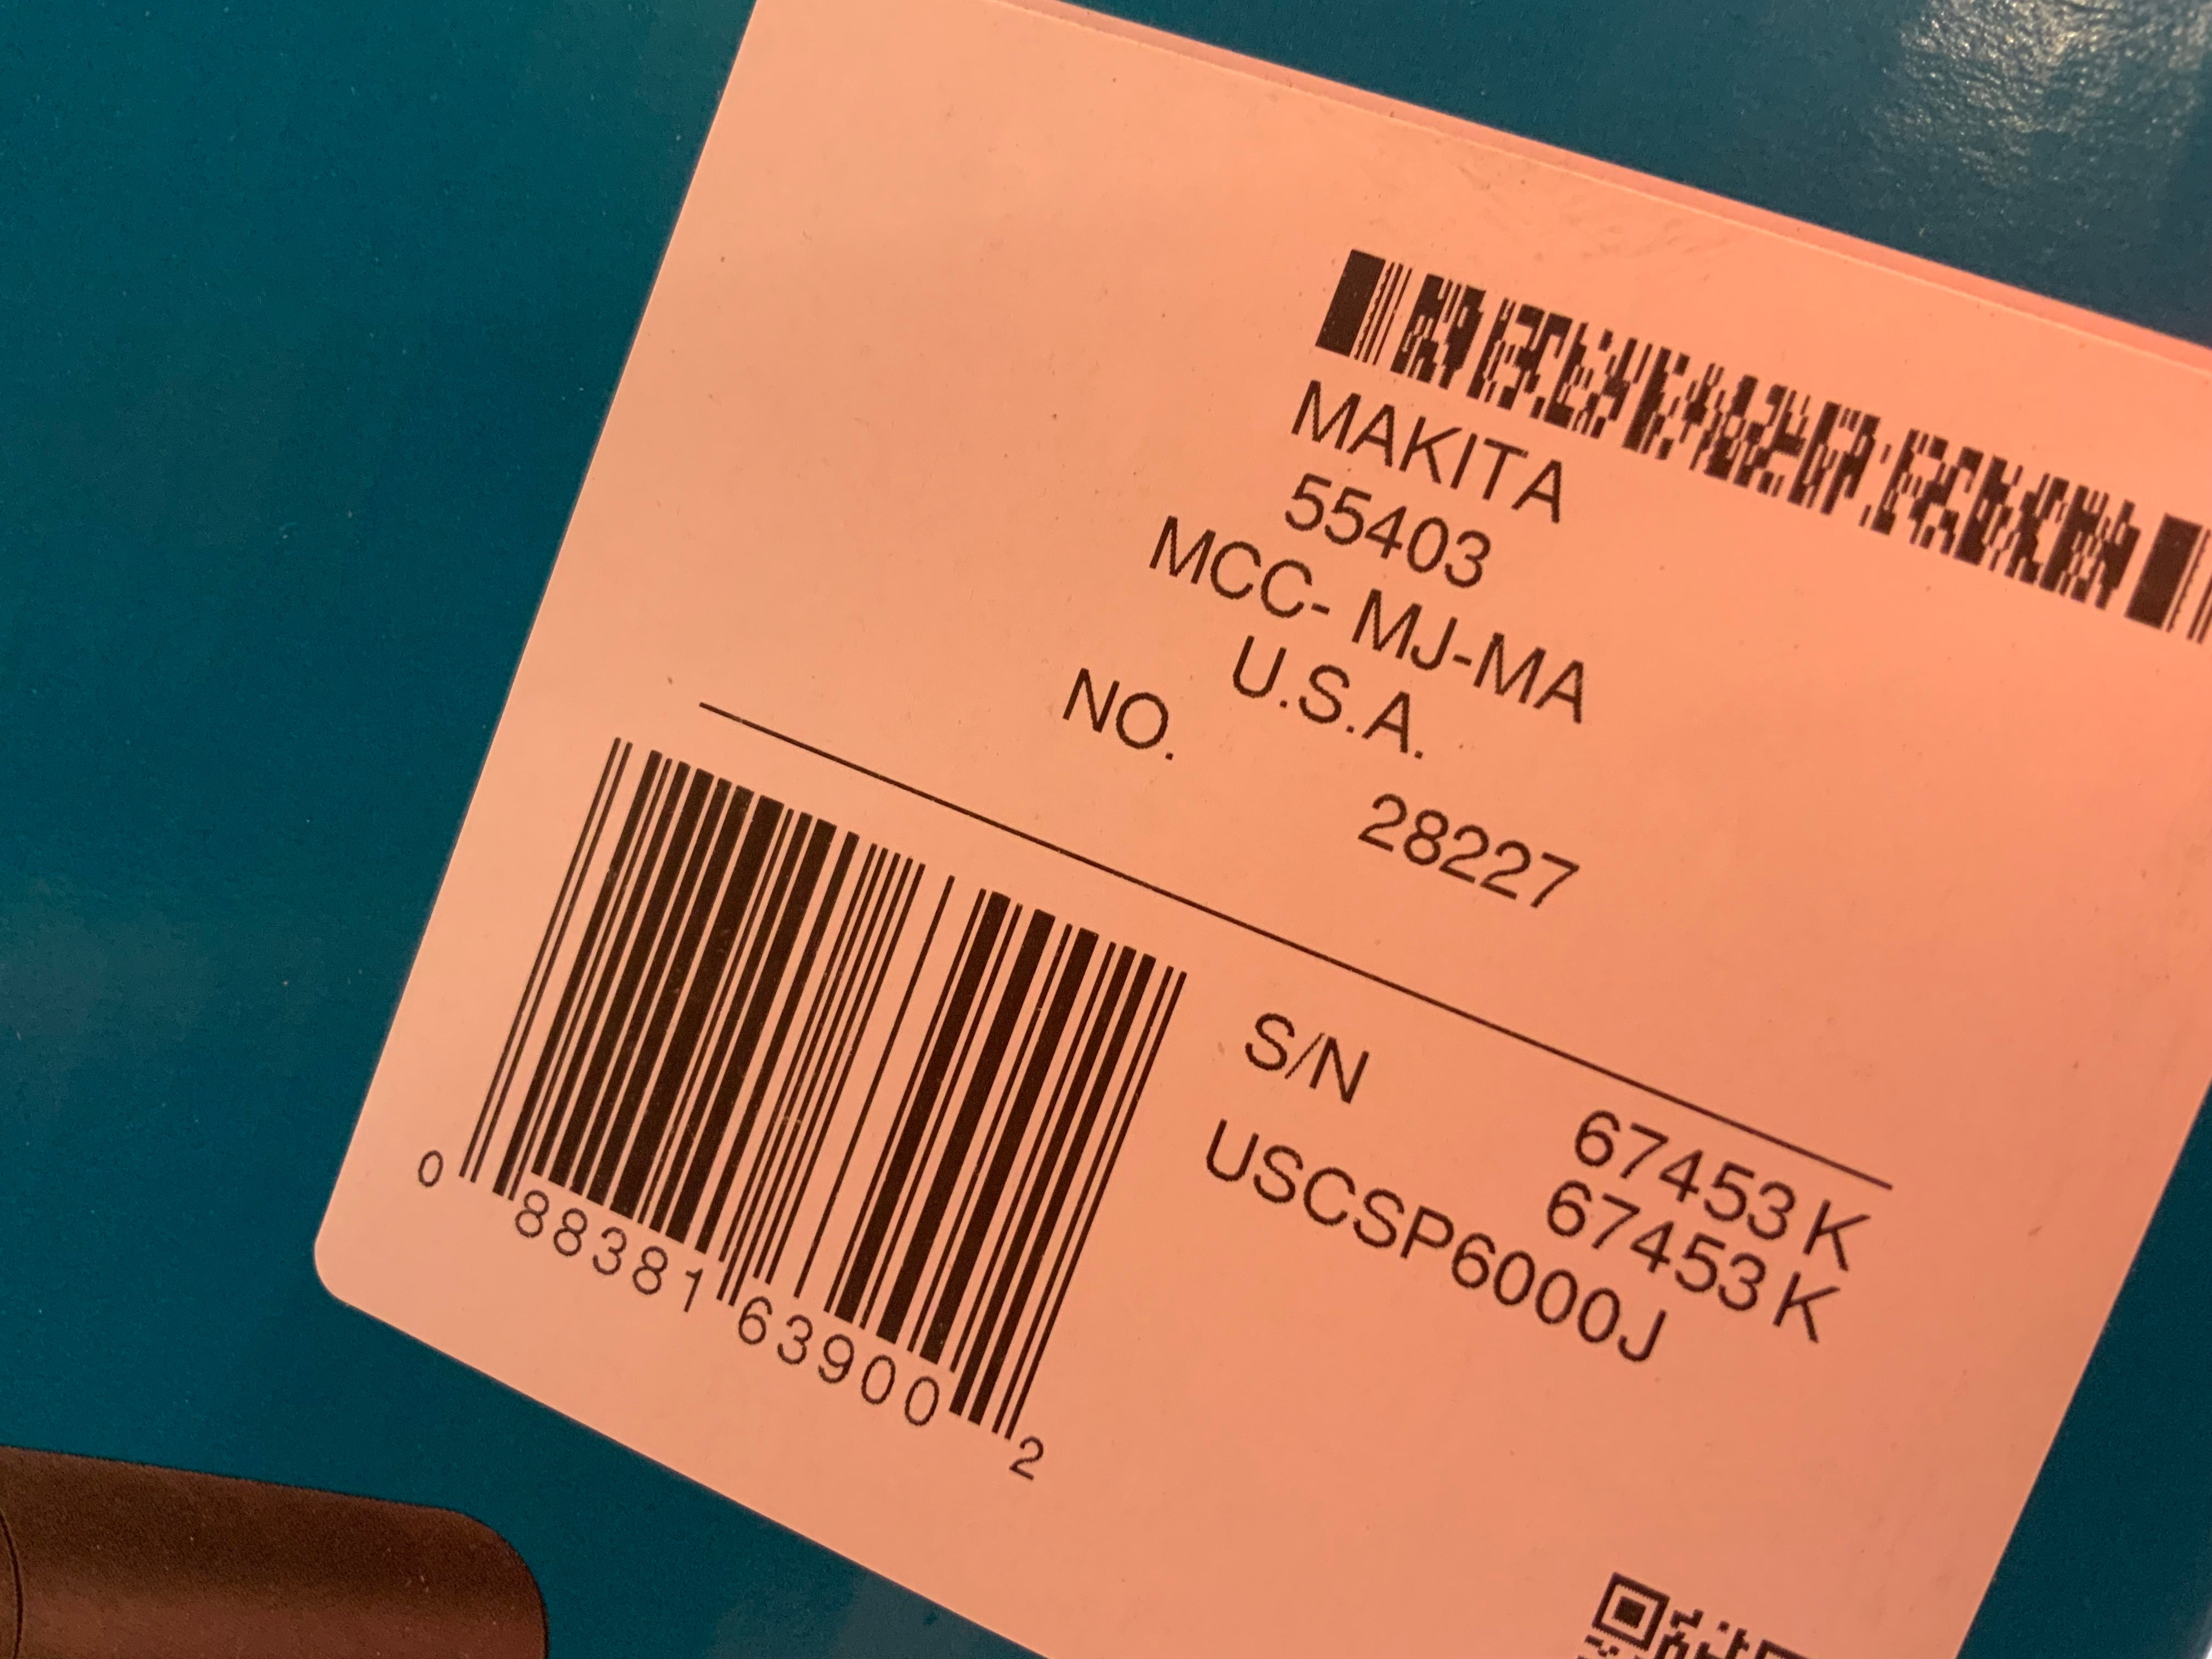 MAKITA
55403
MCC- MJ-MA
U.S.A.
NO.
28227
S/N 67453 K
67453 K
USCSP6000J
0 88381 63900 2